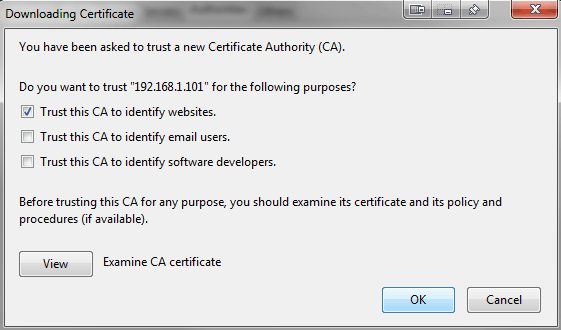 Downloading Certificate
You have been asked to trust a new Certificate Authority (CA).
Do you want to trust "192.168.1.101" for the following purposes?
Trust this CA to identify websites.
Trust this CA to identify email users.
Trust this CA to identify software developers.
Before trusting this CA for any purpose, you should examine its certificate and its policy and
procedures (if available).
View Examine CA certificate
OK Cancel